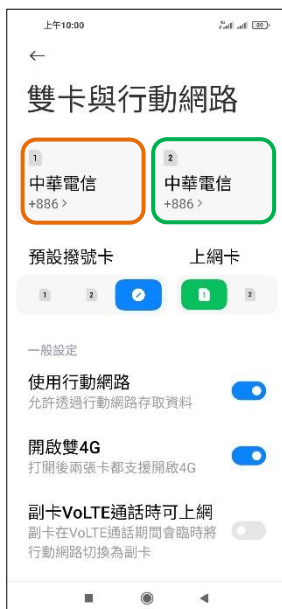 上午10:00
雙卡與行動網路
1
中華電信
+886 >
2
中華電信
+886 >
預設撥號卡
上網卡
1 2
1 2
一般設定
使用行動網路
允許透過行動網路存取資料
開啟雙4G
打開後兩張卡都支援開啟4G
副卡VoLTE通話時可上網
副卡在VoLTE通話期間會臨時將
行動網路切換為副卡